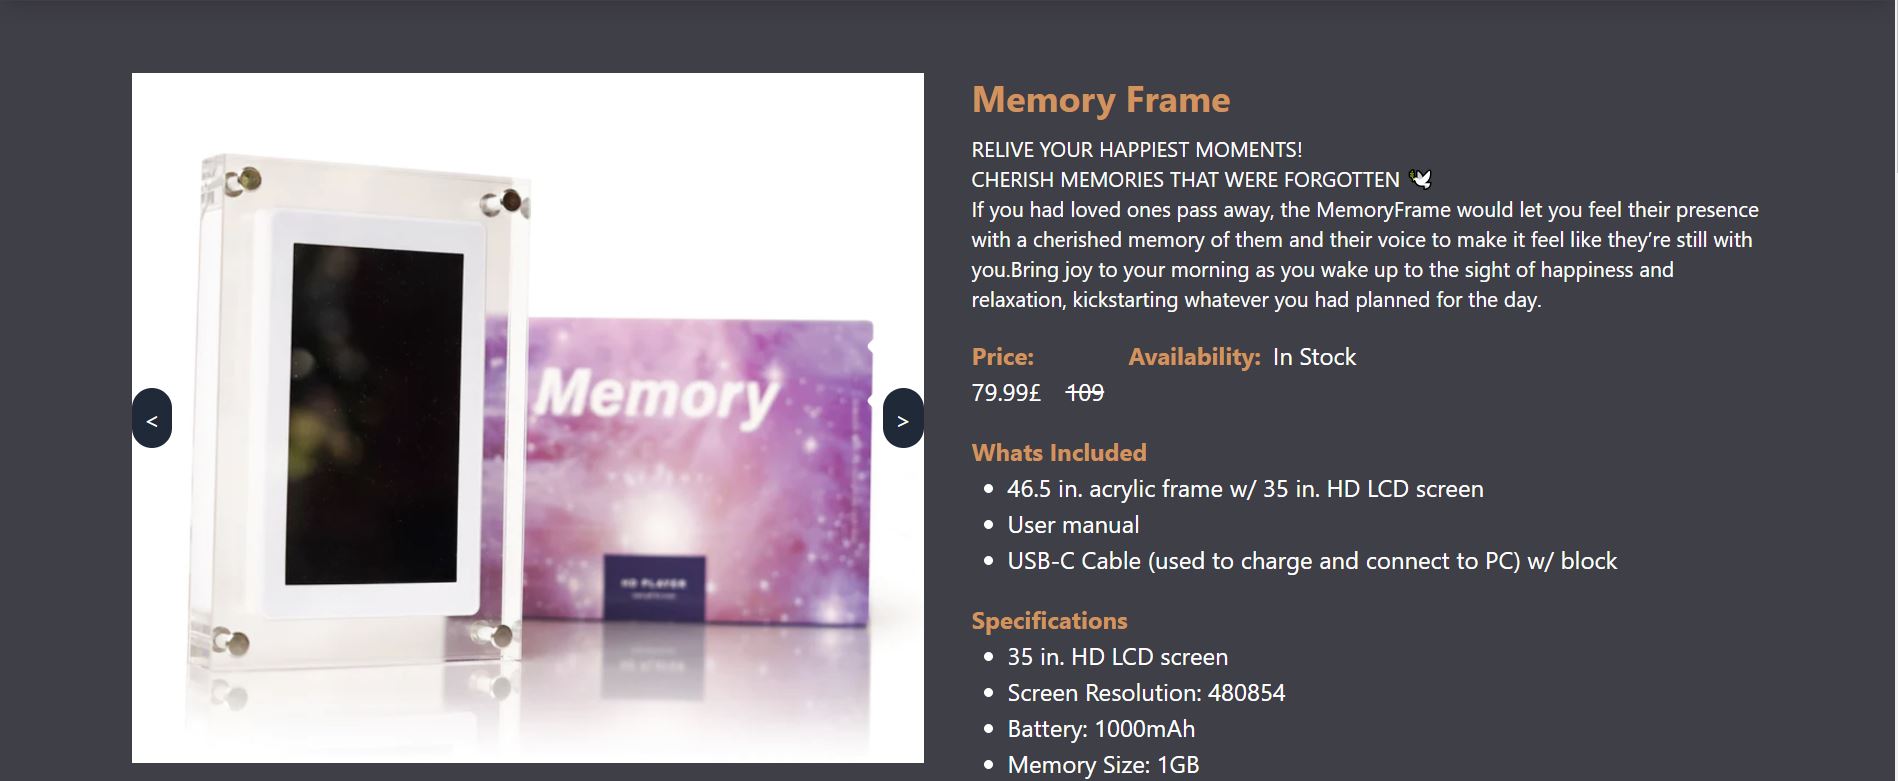 Memory Frame
RELIVE YOUR HAPPIEST MOMENTS!
CHERISH MEMORIES THAT WERE FORGOTTEN 🕊
If you had loved ones pass away, the MemoryFrame would let you feel their presence
with a cherished memory of them and their voice to make it feel like they’re still with
you.Bring joy to your morning as you wake up to the sight of happiness and
relaxation, kickstarting whatever you had planned for the day.
Price: Availability: In Stock
79.99£ 109
Whats Included
46.5 in. acrylic frame w/ 35 in. HD LCD screen
User manual
USB-C Cable (used to charge and connect to PC) w/ block
Specifications
35 in. HD LCD screen
Screen Resolution: 480854
Battery: 1000mAh
Memory Size: 1GB
Memory
HD PLAYER
<
>